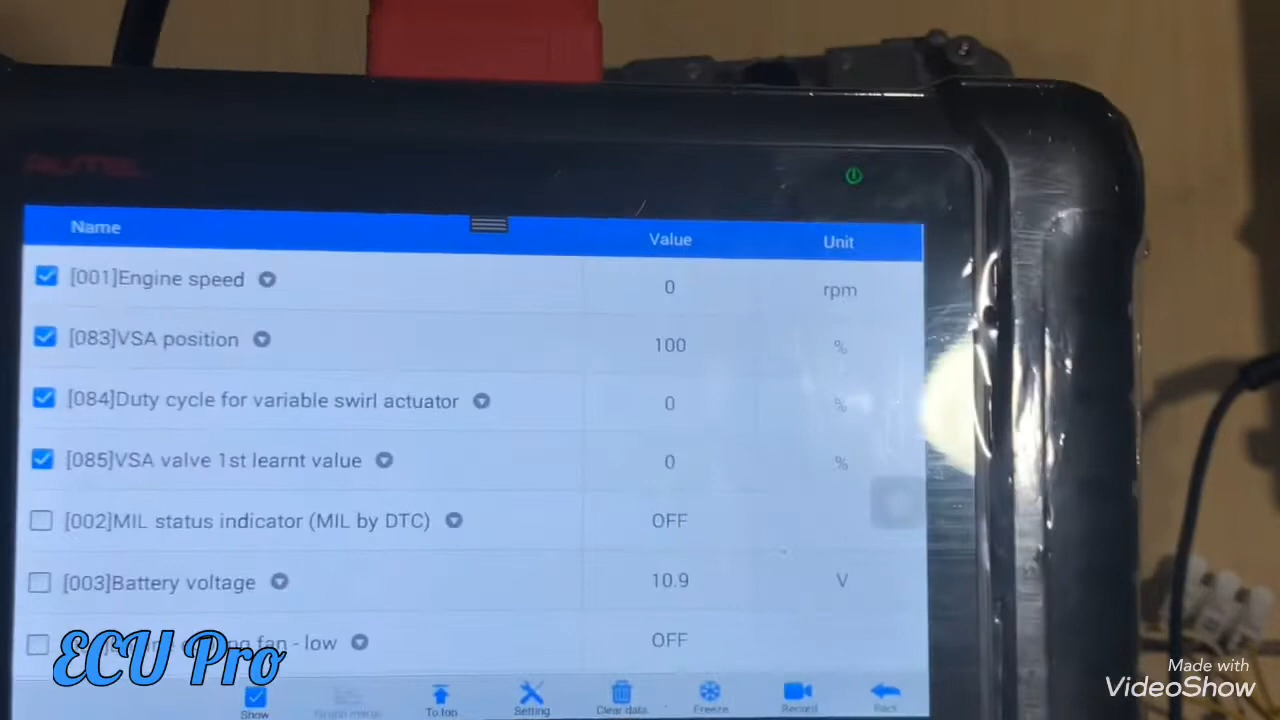 AUTEL
Name Value Unit
[001]Engine speed 0 rpm
[083]VSA position 100 %
[084]Duty cycle for variable swirl actuator 0 %
[085]VSA valve 1st learnt value 0 %
[002]MIL status indicator (MIL by DTC) OFF
[003]Battery voltage 10.9 V
fan - low OFF
ECU Pro
Show To top Setting Clear data Freeze Record Back
Made with
VideoShow